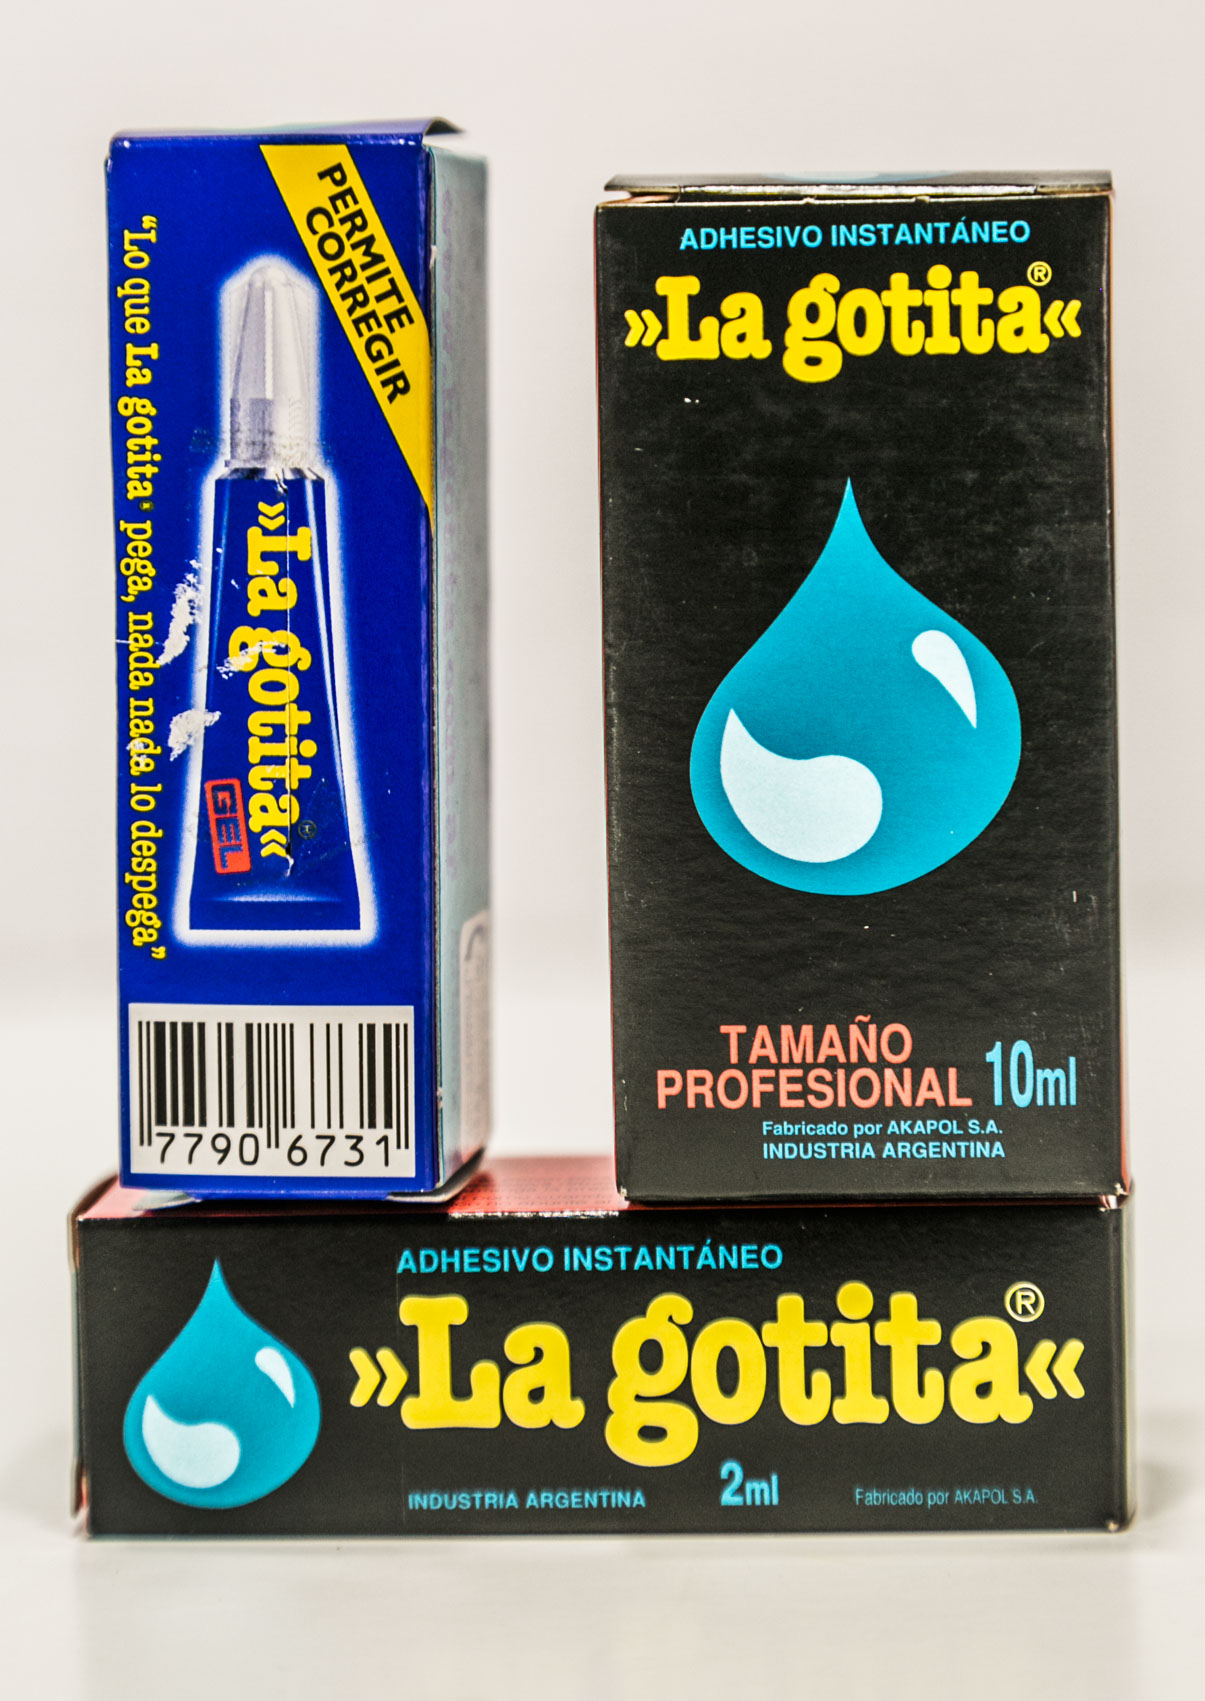 PERMITE
CORREGIR
»La gotita«®
GEL
“Lo que La gotita® pega, nada nada lo despega”
7790 6731
ADHESIVO INSTANTÁNEO
»La gotita«®
TAMAÑO
PROFESIONAL 10ml
Fabricado por AKAPOL S.A.
INDUSTRIA ARGENTINA
ADHESIVO INSTANTÁNEO
»La gotita«®
INDUSTRIA ARGENTINA 2ml Fabricado por AKAPOL S.A.